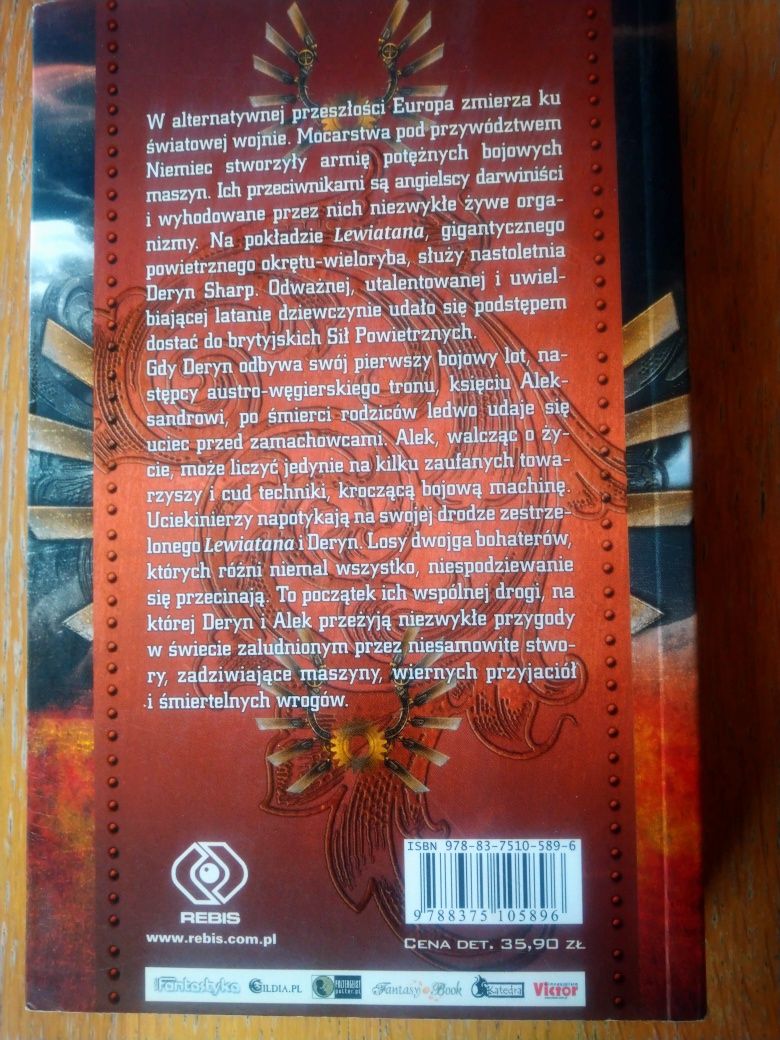 W alternatywnej przeszłości Europa zmierza ku
światowej wojnie. Mocarstwa pod przywództwem
Niemiec stworzyły armię potężnych bojowych
maszyn. Ich przeciwnikami są angielscy darwiniści
i wyhodowane przez nich niezwykłe żywe orga-
nizmy. Na pokładzie Lewiatana, gigantycznego
powietrznego okrętu-wieloryba, służy nastoletnia
Deryn Sharp. Odważnej, utalentowanej i uwiel-
biającej latanie dziewczynie udało się podstępem
dostać do brytyjskich Sił Powietrznych.
Gdy Deryn odbywa swój pierwszy bojowy lot, na-
stępcy austro-węgierskiego tronu, księciu Alek-
sandrowi, po śmierci rodziców ledwo udaje się
uciec przed zamachowcami. Alek, walcząc o ży-
cie, może liczyć jedynie na kilku zaufanych towa-
rzyszy i cud techniki, kroczącą bojową machinę.
Uciekinierzy napotykają na swojej drodze zestrze-
lonego Lewiatana i Deryn. Losy dwojga bohaterów,
których różni niemal wszystko, niespodziewanie
się przecinają. To początek ich wspólnej drogi, na
której Deryn i Alek przeżyją niezwykłe przygody
w świecie zaludnionym przez niesamowite stwo-
ry, zadziwiające maszyny, wiernych przyjaciół
i śmiertelnych wrogów.
REBIS
www.rebis.com.pl
ISBN 978-83-7510-589-6
9 788375 105896
CENA DET. 35,90 ZŁ
Fantastyka GILDIA.PL POLTERGEIST polter.pl Fantasy Book Katedra Victor